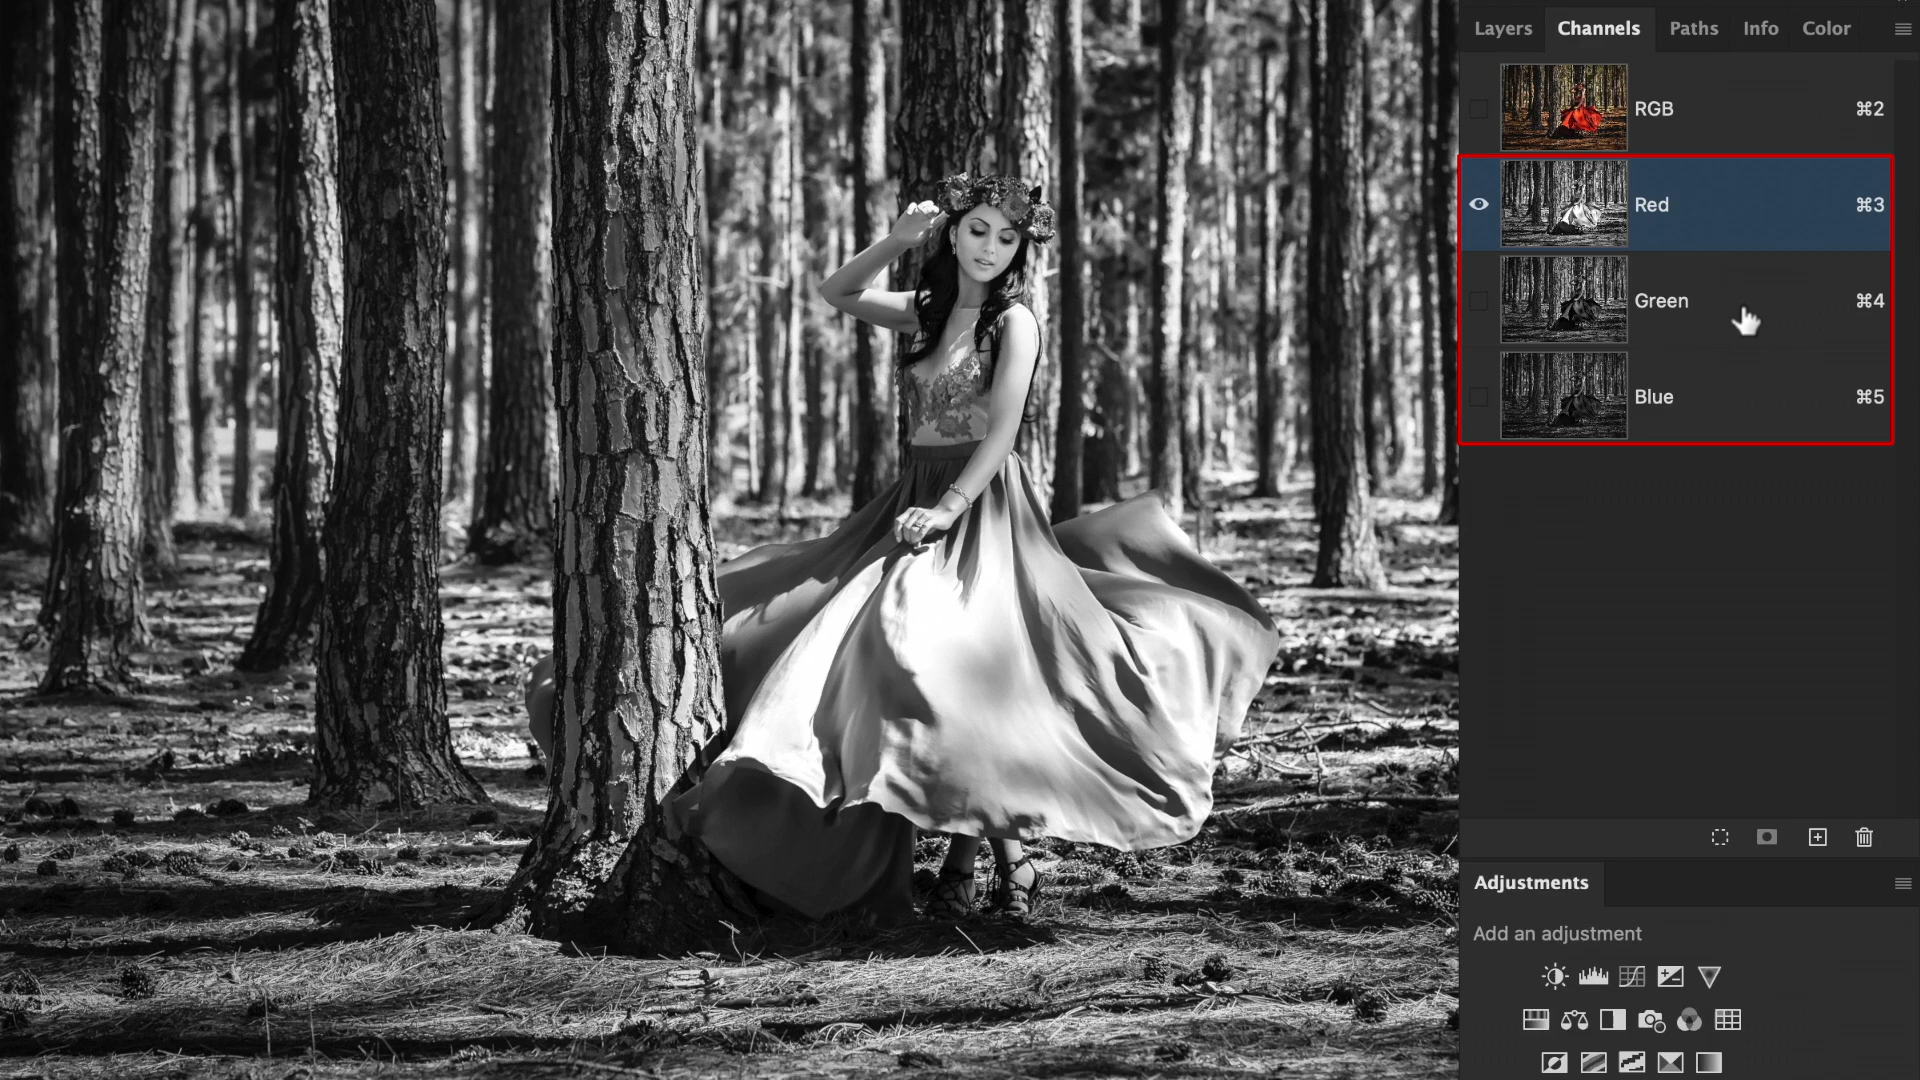 Layers Channels Paths Info Color
RGB ⌘2
Red ⌘3
Green ⌘4
Blue ⌘5
Adjustments
Add an adjustment